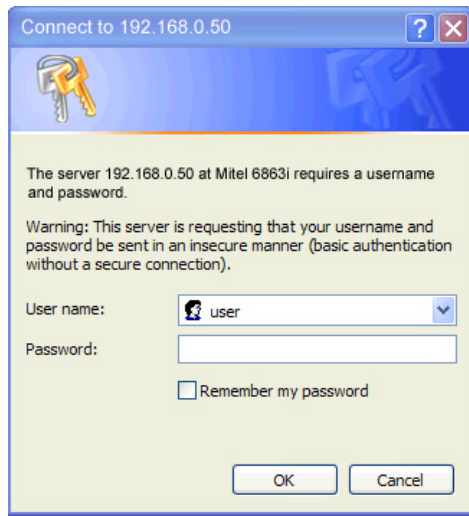 Connect to 192.168.0.50
The server 192.168.0.50 at Mitel 6863i requires a username
and password.
Warning: This server is requesting that your username and
password be sent in an insecure manner (basic authentication
without a secure connection).
User name:
user
Password:
Remember my password
OK
Cancel